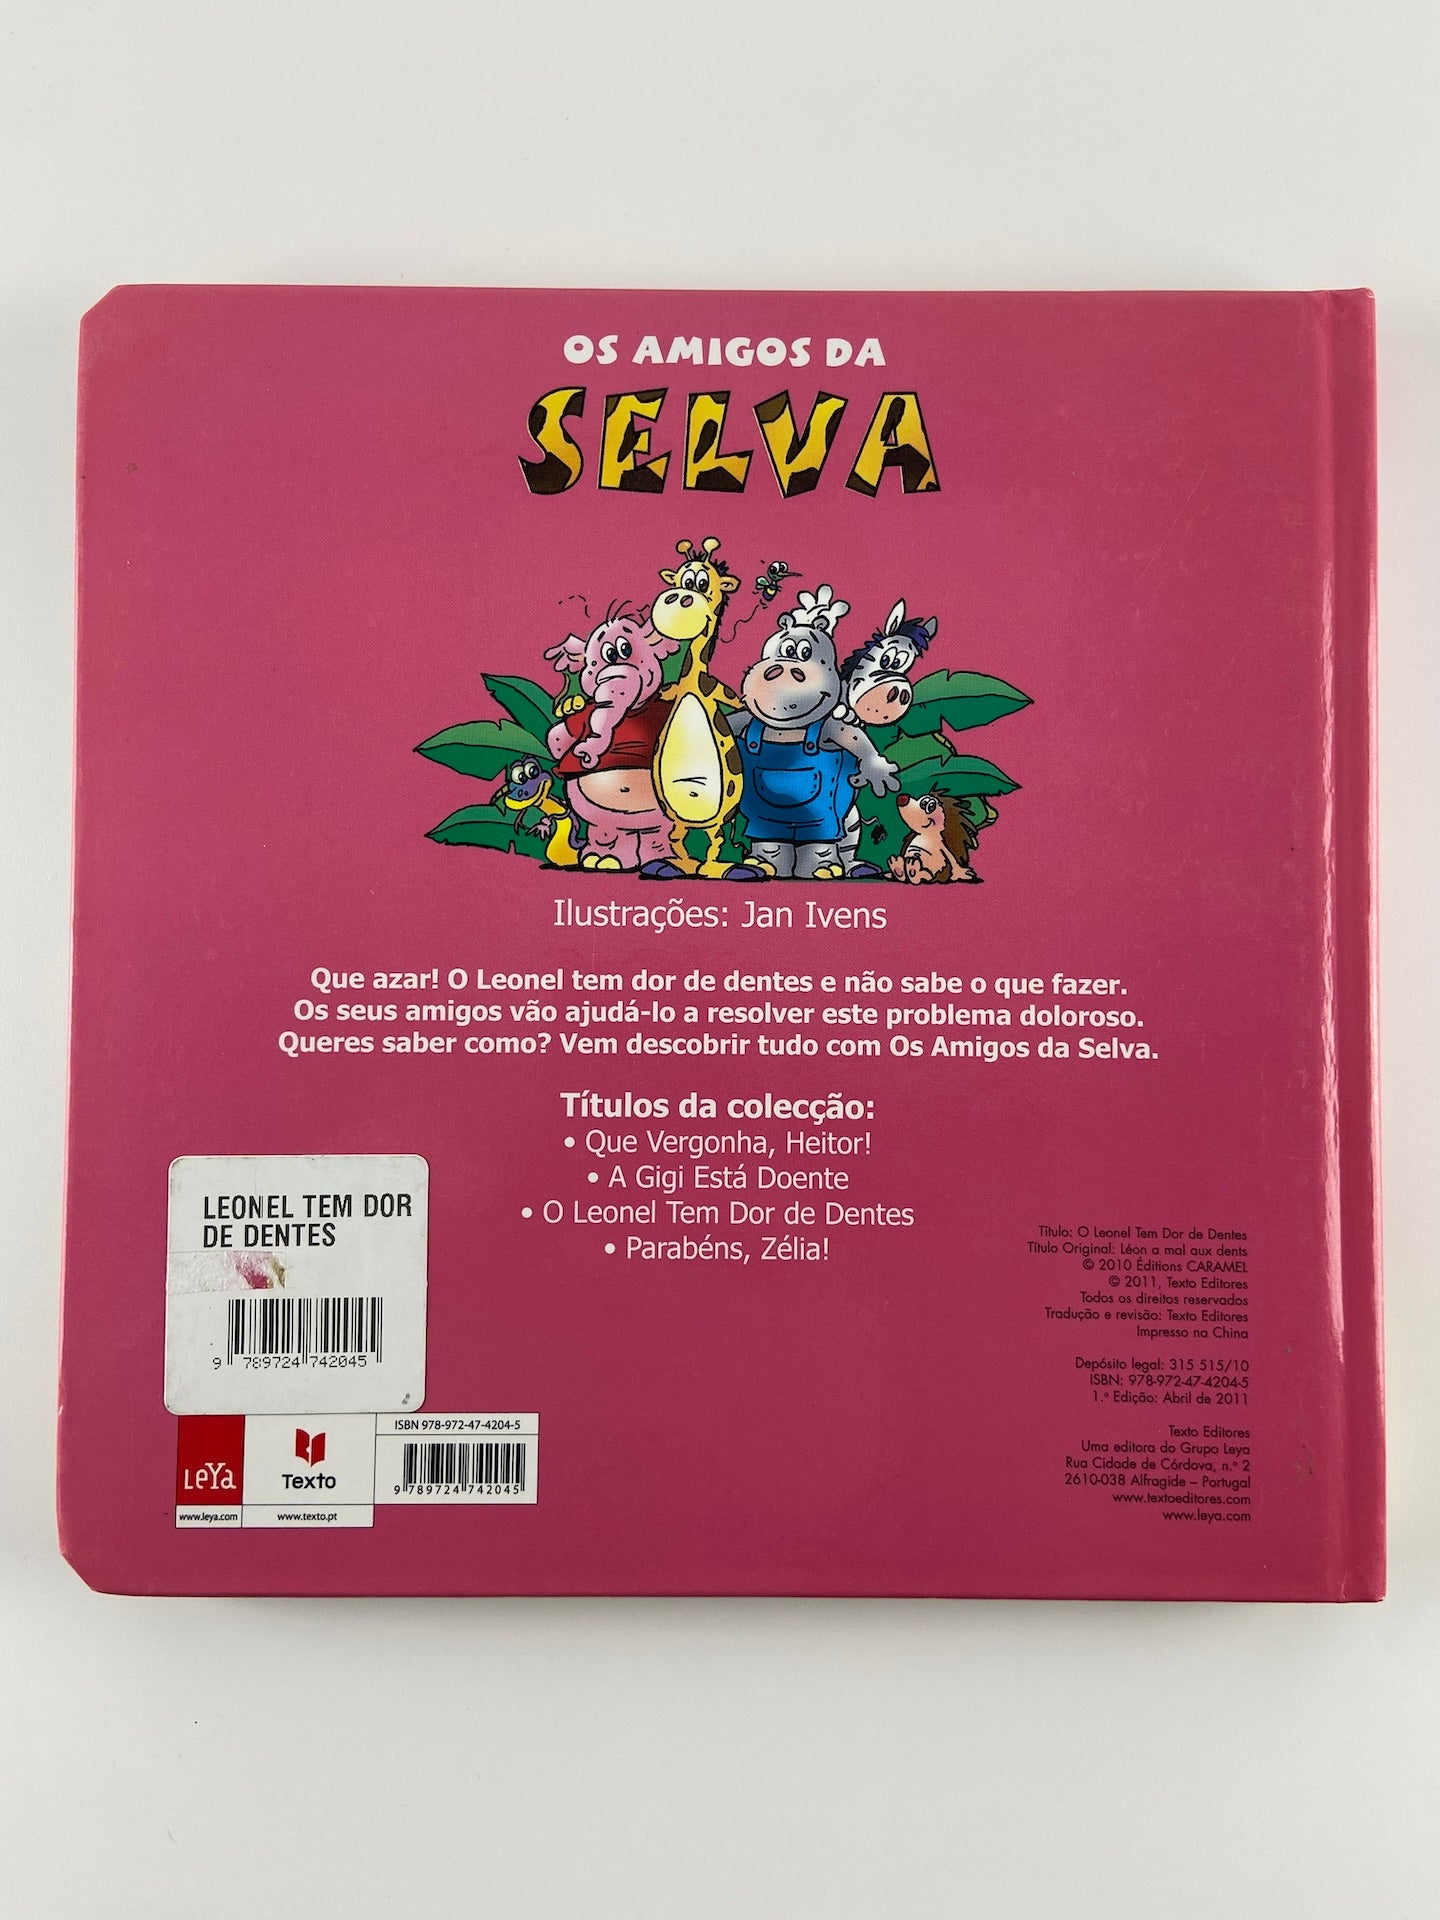 OS AMIGOS DA
SELVA
Ilustrações: Jan Ivens
Que azar! O Leonel tem dor de dentes e não sabe o que fazer.
Os seus amigos vão ajudá-lo a resolver este problema doloroso.
Queres saber como? Vem descobrir tudo com Os Amigos da Selva.
Títulos da colecção:
• Que Vergonha, Heitor!
• A Gigi Está Doente
• O Leonel Tem Dor de Dentes
• Parabéns, Zélia!
LEONEL TEM DOR
DE DENTES
9 789724 742045
LeYa
www.leya.com
Texto
www.texto.pt
ISBN 978-972-47-4204-5
9 789724 742045
Título: O Leonel Tem Dor de Dentes
Título Original: Léon a mal aux dents
© 2010 Éditions CARAMEL
© 2011, Texto Editores
Todos os direitos reservados
Tradução e revisão: Texto Editores
Impresso na China
Depósito legal: 315 515/10
ISBN: 978-972-47-4204-5
1.ª Edição: Abril de 2011
Texto Editores
Uma editora do Grupo Leya
Rua Cidade de Córdova, n.º 2
2610-038 Alfragide – Portugal
www.textoeditores.com
www.leya.com